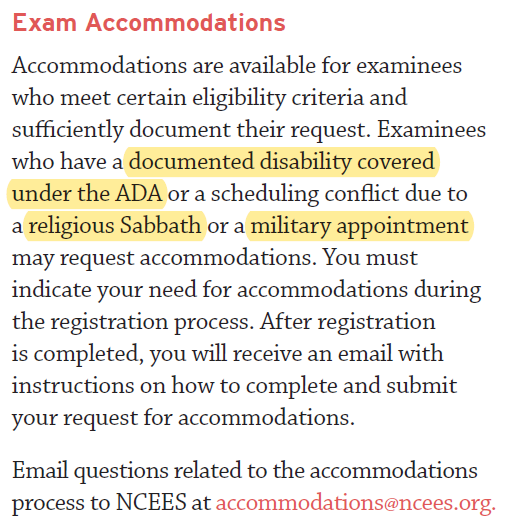 Exam Accommodations
Accommodations are available for examinees
who meet certain eligibility criteria and
sufficiently document their request. Examinees
who have a documented disability covered
under the ADA or a scheduling conflict due to
a religious Sabbath or a military appointment
may request accommodations. You must
indicate your need for accommodations during
the registration process. After registration
is completed, you will receive an email with
instructions on how to complete and submit
your request for accommodations.
Email questions related to the accommodations
process to NCEES at accommodations@ncees.org.